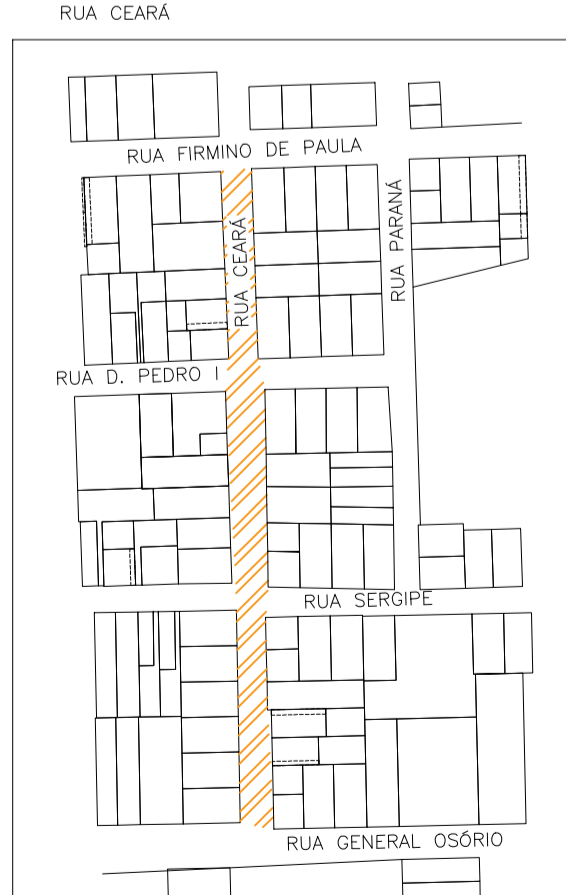 RUA CEARÁ
RUA FIRMINO DE PAULA
RUA CEARÁ
RUA PARANÁ
RUA D. PEDRO I
RUA SERGIPE
RUA GENERAL OSÓRIO